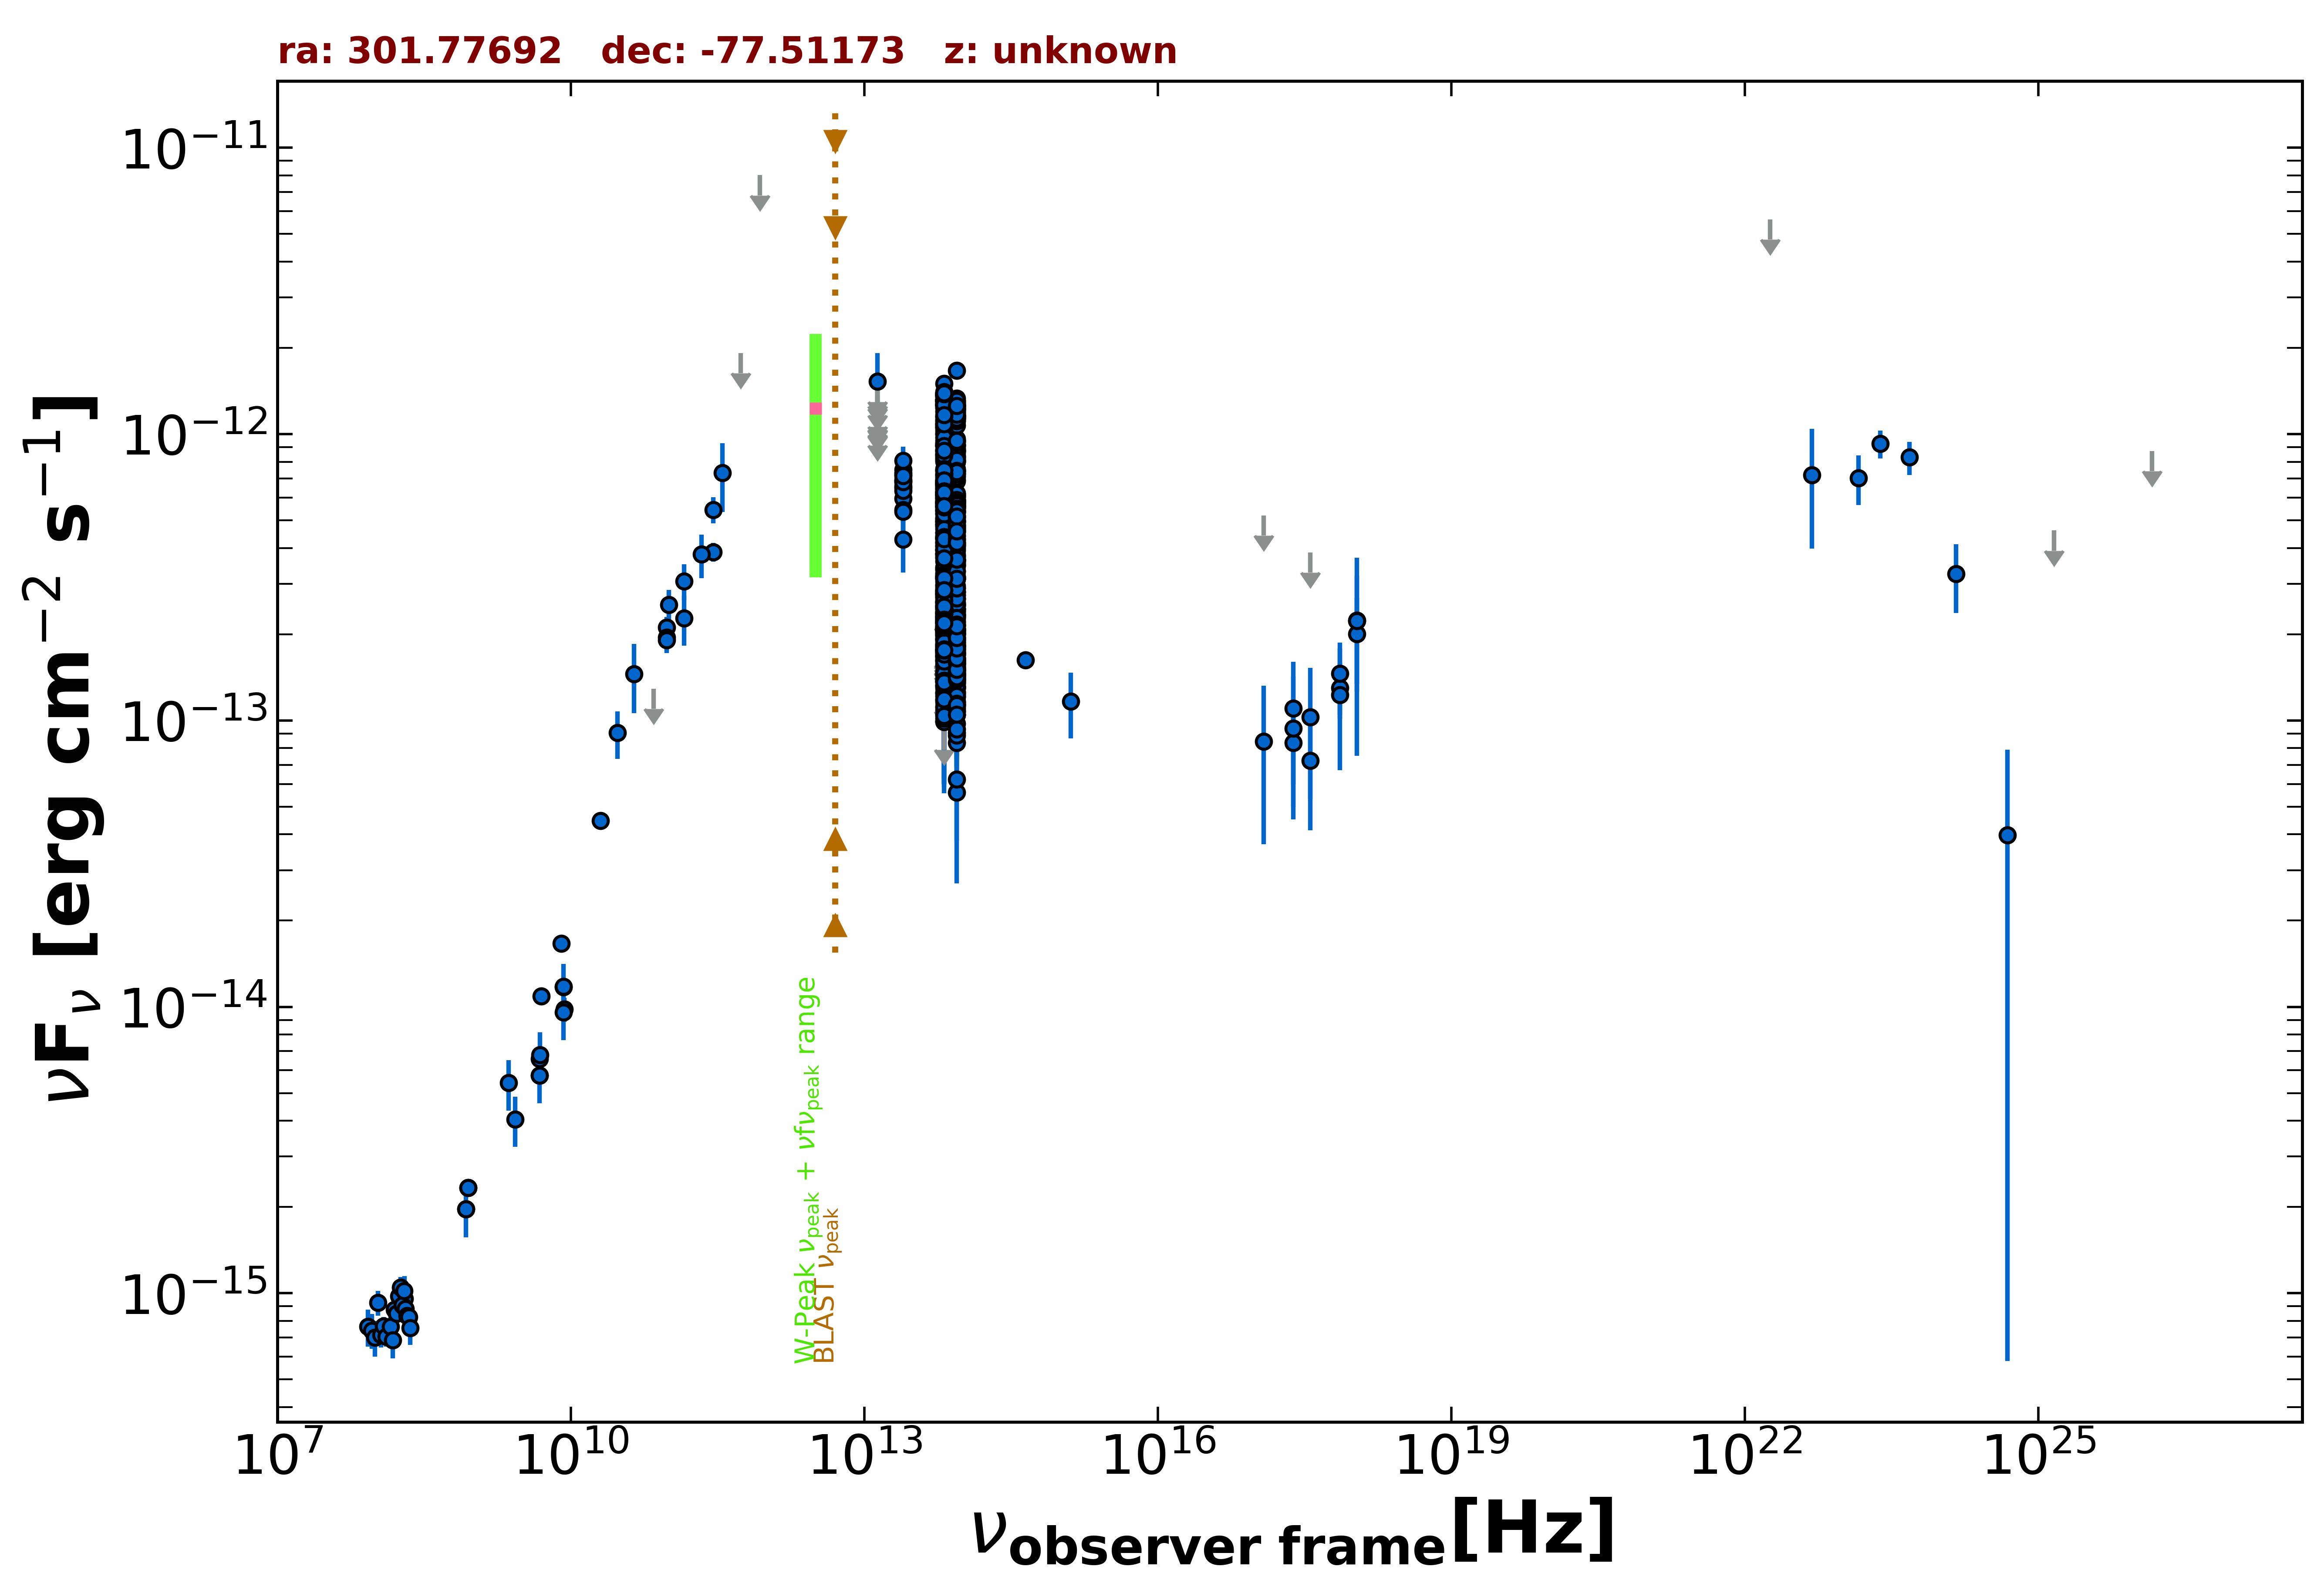 ra: 301.77692   dec: -77.51173   z: unknown
νFν [erg cm−2 s−1]
10−11
10−12
10−13
10−14
10−15
W-Peak νpeak + νfνpeak range
BLAST νpeak
107 1010 1013 1016 1019 1022 1025
νobserver frame[Hz]